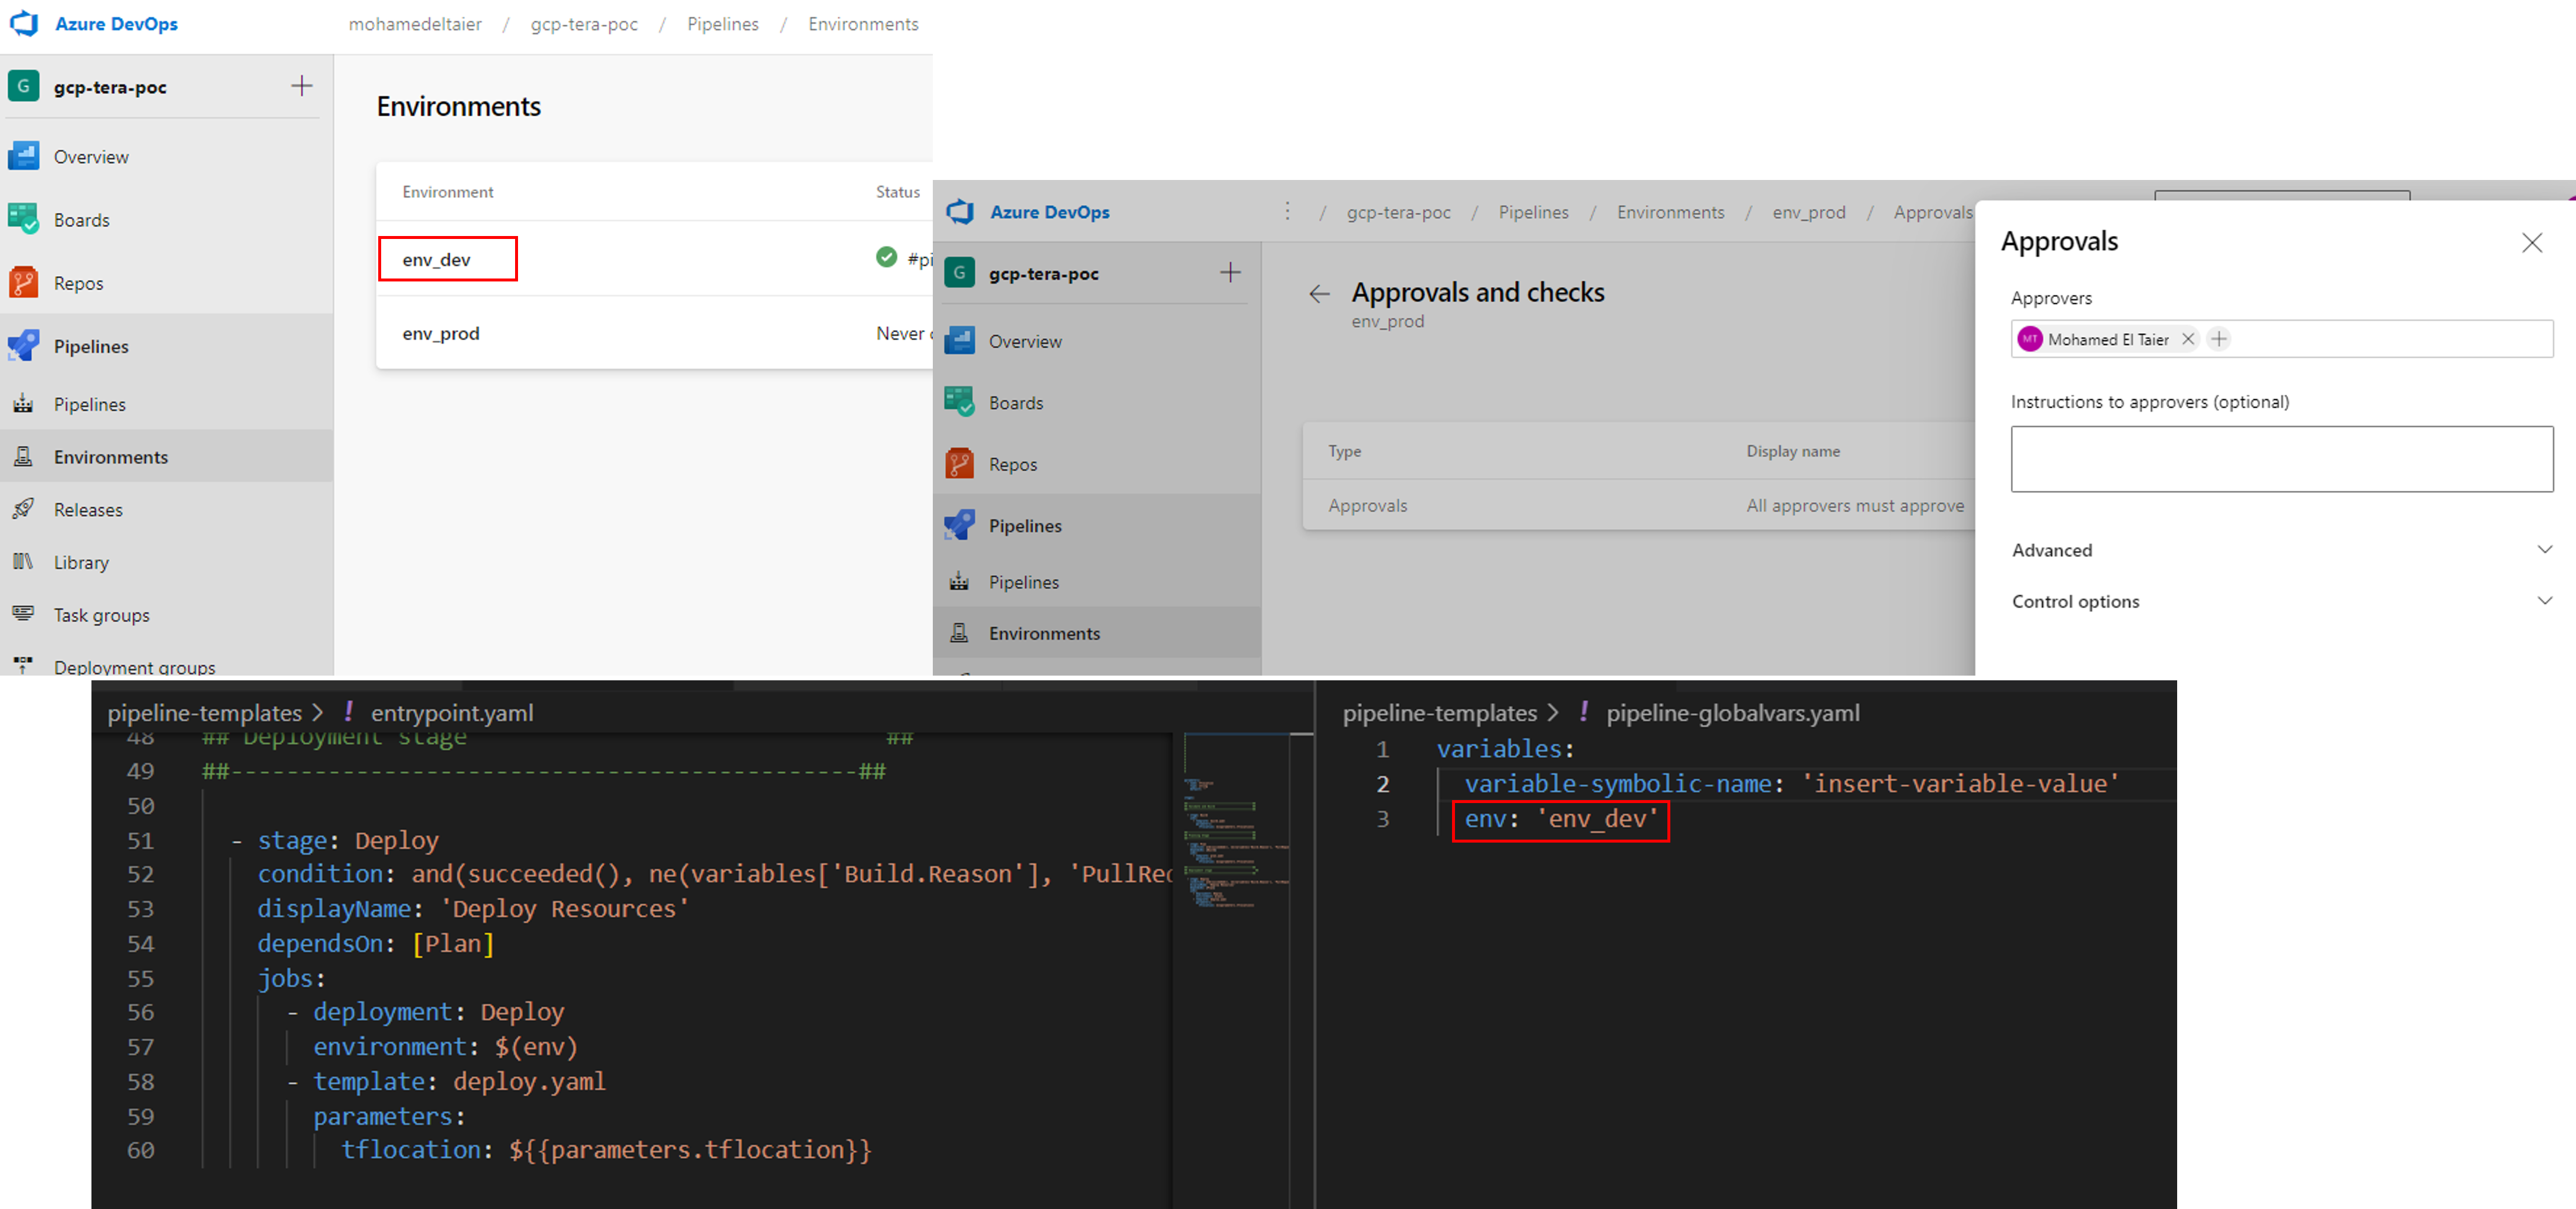 Azure DevOps
mohamedeltaier / gcp-tera-poc / Pipelines / Environments
G gcp-tera-poc
Overview
Boards
Repos
Pipelines
Pipelines
Environments
Releases
Library
Task groups
Deployment groups
Environments
Environment Status
env_dev #pi
env_prod Never
Azure DevOps
/ gcp-tera-poc / Pipelines / Environments / env_prod / Approvals
G gcp-tera-poc
Overview
Boards
Repos
Pipelines
Pipelines
Environments
Approvals and checks
env_prod
Type Display name
Approvals All approvers must approve
Approvals
Approvers
MT Mohamed El Taier
Instructions to approvers (optional)
Advanced
Control options
pipeline-templates > ! entrypoint.yaml
48 ## Deployment stage ##
49 ##---------------------------------------------##
50
51 - stage: Deploy
52 condition: and(succeeded(), ne(variables['Build.Reason'], 'PullRec
53 displayName: 'Deploy Resources'
54 dependsOn: [Plan]
55 jobs:
56 - deployment: Deploy
57 environment: $(env)
58 - template: deploy.yaml
59 parameters:
60 tflocation: ${{parameters.tflocation}}
pipeline-templates > ! pipeline-globalvars.yaml
1 variables:
2 variable-symbolic-name: 'insert-variable-value'
3 env: 'env_dev'